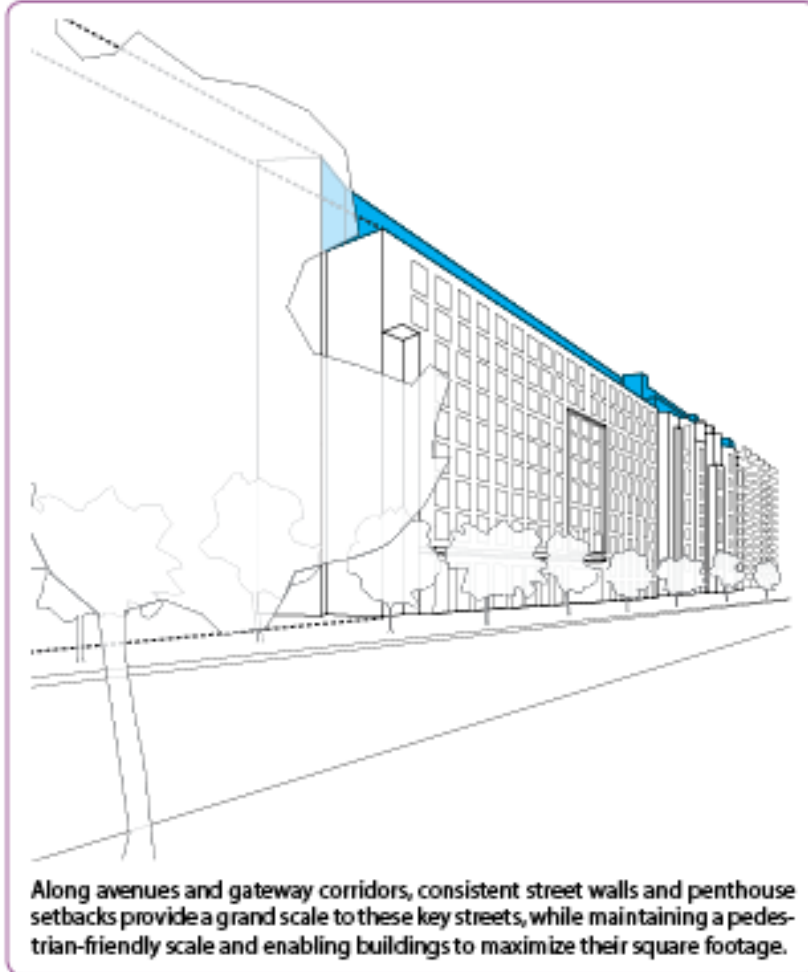 Along avenues and gateway corridors, consistent street walls and penthouse
setbacks provide a grand scale to these key streets, while maintaining a pedes-
trian-friendly scale and enabling buildings to maximize their square footage.